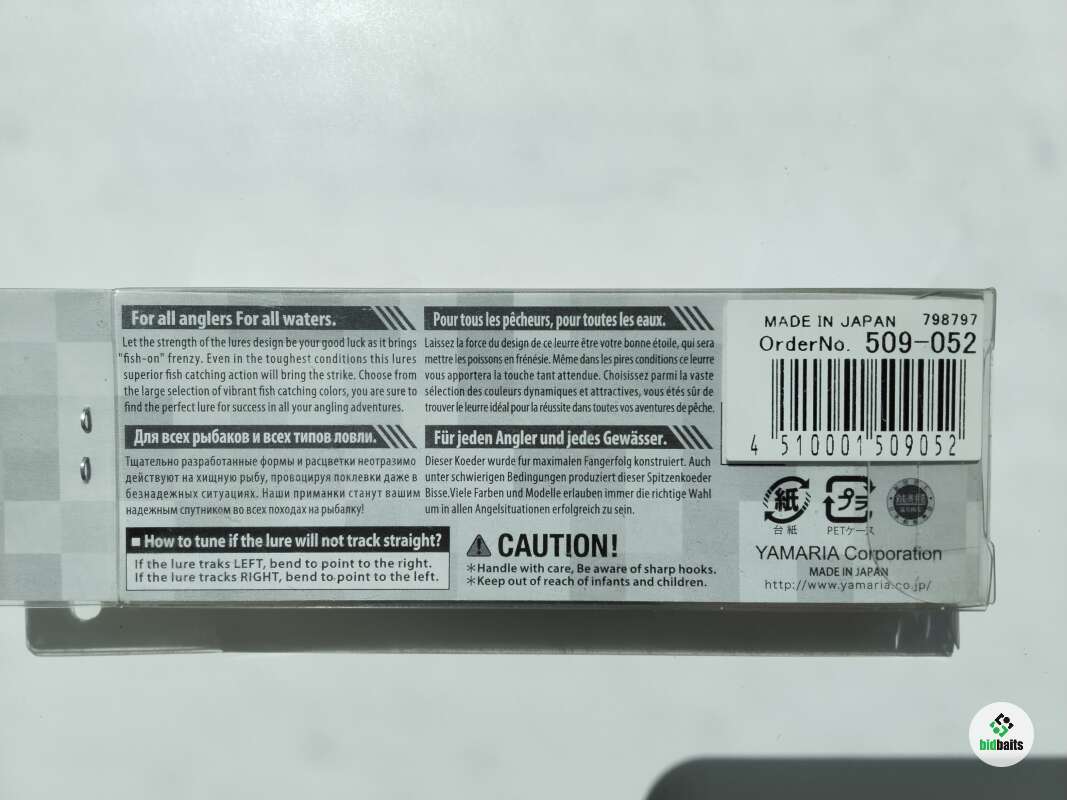 For all anglers For all waters.
Let the strength of the lures design be your good luck as it brings
"fish-on" frenzy. Even in the toughest conditions this lures
superior fish catching action will bring the strike. Choose from
the large selection of vibrant fish catching colors, you are sure to
find the perfect lure for success in all your angling adventures.
Pour tous les pêcheurs, pour toutes les eaux.
Laissez la force du design de ce leurre être votre bonne étoile, qui sera
mettre les poissons en frénésie. Même dans les pires conditions ce leurre
vous apportera la touche tant attendue. Choisissez parmi la vaste
sélection des couleurs dynamiques et attractives, vous étés sûr de
trouver le leurre idéal pour la réussite dans toutes vos aventures de pêche.
Для всех рыбаков и всех типов ловли.
Тщательно разработанные формы и расцветки неотразимо
действуют на хищную рыбу, провоцируя поклевки даже в
безнадежных ситуациях. Наши приманки станут вашим
надежным спутником во всех походах на рыбалку!
Für jeden Angler und jedes Gewässer.
Dieser Koeder wurde fur maximalen Fangerfolg konstruiert. Auch
unter schwierigen Bedingungen produziert dieser Spitzenkoeder
Bisse.Viele Farben und Modelle erlauben immer die richtige Wahl
um in allen Angelsituationen erfolgreich zu sein.
■ How to tune if the lure will not track straight?
If the lure traks LEFT, bend to point to the right.
If the lure tracks RIGHT, bend to point to the left.
CAUTION!
*Handle with care, Be aware of sharp hooks.
*Keep out of reach of infants and children.
MADE IN JAPAN 798797
OrderNo. 509-052
4 510001 509052
紙
台紙
プラ
PETケース
YAMARIA Corporation
MADE IN JAPAN
http://www.yamaria.co.jp/
bidbaits